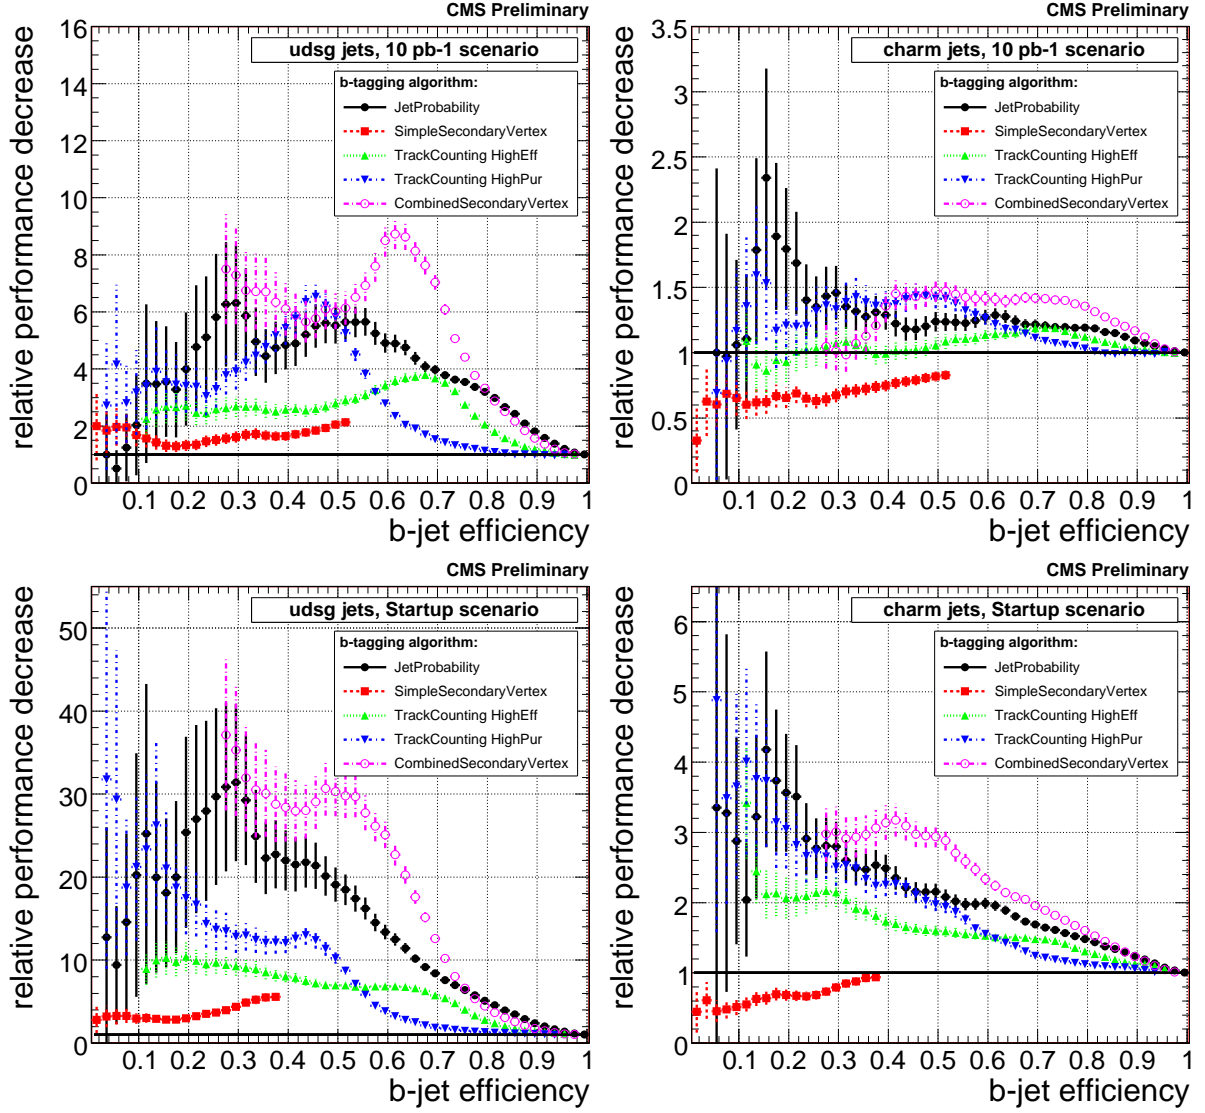 CMS Preliminary
udsg jets, 10 pb-1 scenario
b-tagging algorithm:
JetProbability
SimpleSecondaryVertex
TrackCounting HighEff
TrackCounting HighPur
CombinedSecondaryVertex
relative performance decrease
16
14
12
10
8
6
4
2
0
0.1 0.2 0.3 0.4 0.5 0.6 0.7 0.8 0.9 1
b-jet efficiency
CMS Preliminary
charm jets, 10 pb-1 scenario
b-tagging algorithm:
JetProbability
SimpleSecondaryVertex
TrackCounting HighEff
TrackCounting HighPur
CombinedSecondaryVertex
relative performance decrease
3.5
3
2.5
2
1.5
1
0.5
0
0.1 0.2 0.3 0.4 0.5 0.6 0.7 0.8 0.9 1
b-jet efficiency
CMS Preliminary
udsg jets, Startup scenario
b-tagging algorithm:
JetProbability
SimpleSecondaryVertex
TrackCounting HighEff
TrackCounting HighPur
CombinedSecondaryVertex
relative performance decrease
50
40
30
20
10
0
0.1 0.2 0.3 0.4 0.5 0.6 0.7 0.8 0.9 1
b-jet efficiency
CMS Preliminary
charm jets, Startup scenario
b-tagging algorithm:
JetProbability
SimpleSecondaryVertex
TrackCounting HighEff
TrackCounting HighPur
CombinedSecondaryVertex
relative performance decrease
6
5
4
3
2
1
0
0.1 0.2 0.3 0.4 0.5 0.6 0.7 0.8 0.9 1
b-jet efficiency